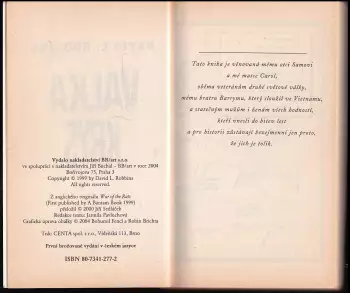 Vydalo nakladatelství BB/art s.r.o.
ve spolupráci s nakladatelstvím Jiří Buchal – BB/art v roce 2004
Bořivojova 75, Praha 3
Copyright © 1999 by David L. Robbins
All rights reserved.
Z anglického originálu War of the Rats
(First published by A Bantam Book 1999)
přeložil © 2000 Jiří Sedláček
Redakce textu: Jarmila
Grafická úprava obálky © 2004 Bohumil Fencl a Robin Brichta
Tisk: CENTA spol. s r.o., Vídeňská 113, Brno
První brožované vydání v českém jazyce
ISBN 80-7341-277-2
Tato kniha je věnována mému otci Samovi
a mé matce Carol,
oběma veteránům druhé světové války,
mému bratru Barrymu, který sloužil ve Vietnamu,
a statečným mužům i ženám všech hodností,
kteří vnesli do bitev lest
a pro historii zůstávají bezejmenní jen proto,
že jich je tolik.